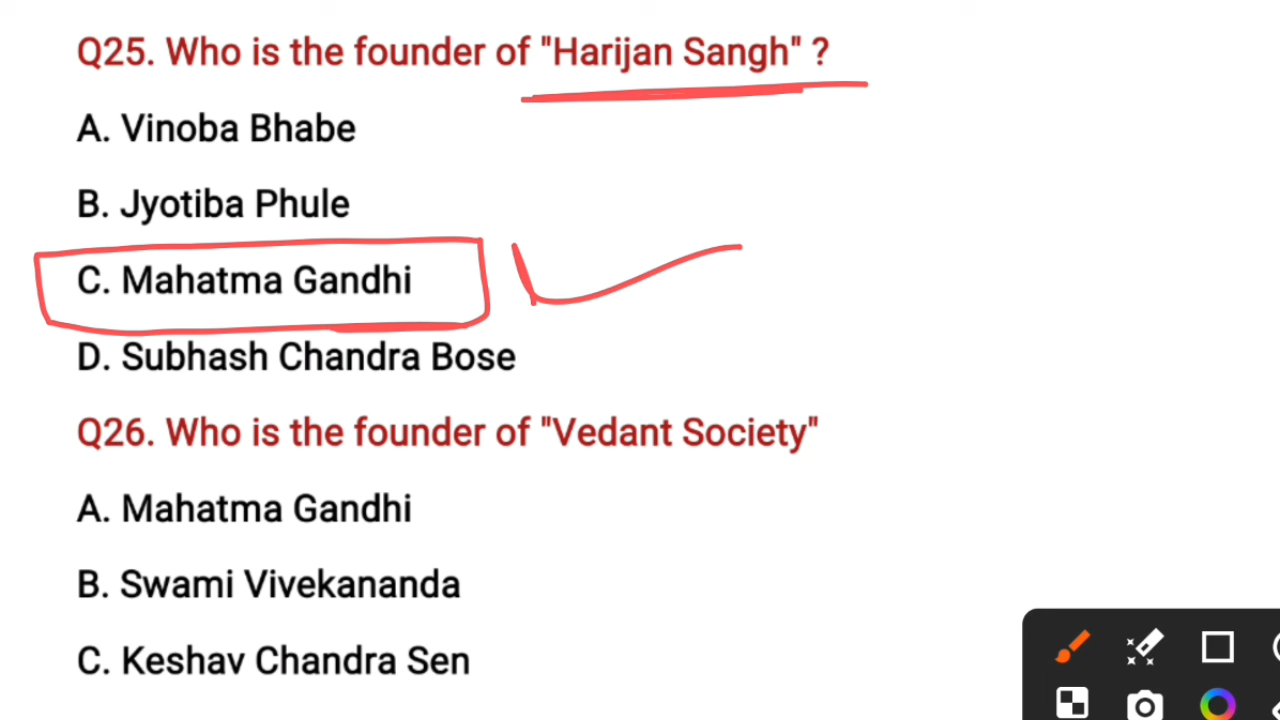 Q25. Who is the founder of "Harijan Sangh" ?
A. Vinoba Bhabe
B. Jyotiba Phule
C. Mahatma Gandhi
D. Subhash Chandra Bose
Q26. Who is the founder of "Vedant Society"
A. Mahatma Gandhi
B. Swami Vivekananda
C. Keshav Chandra Sen